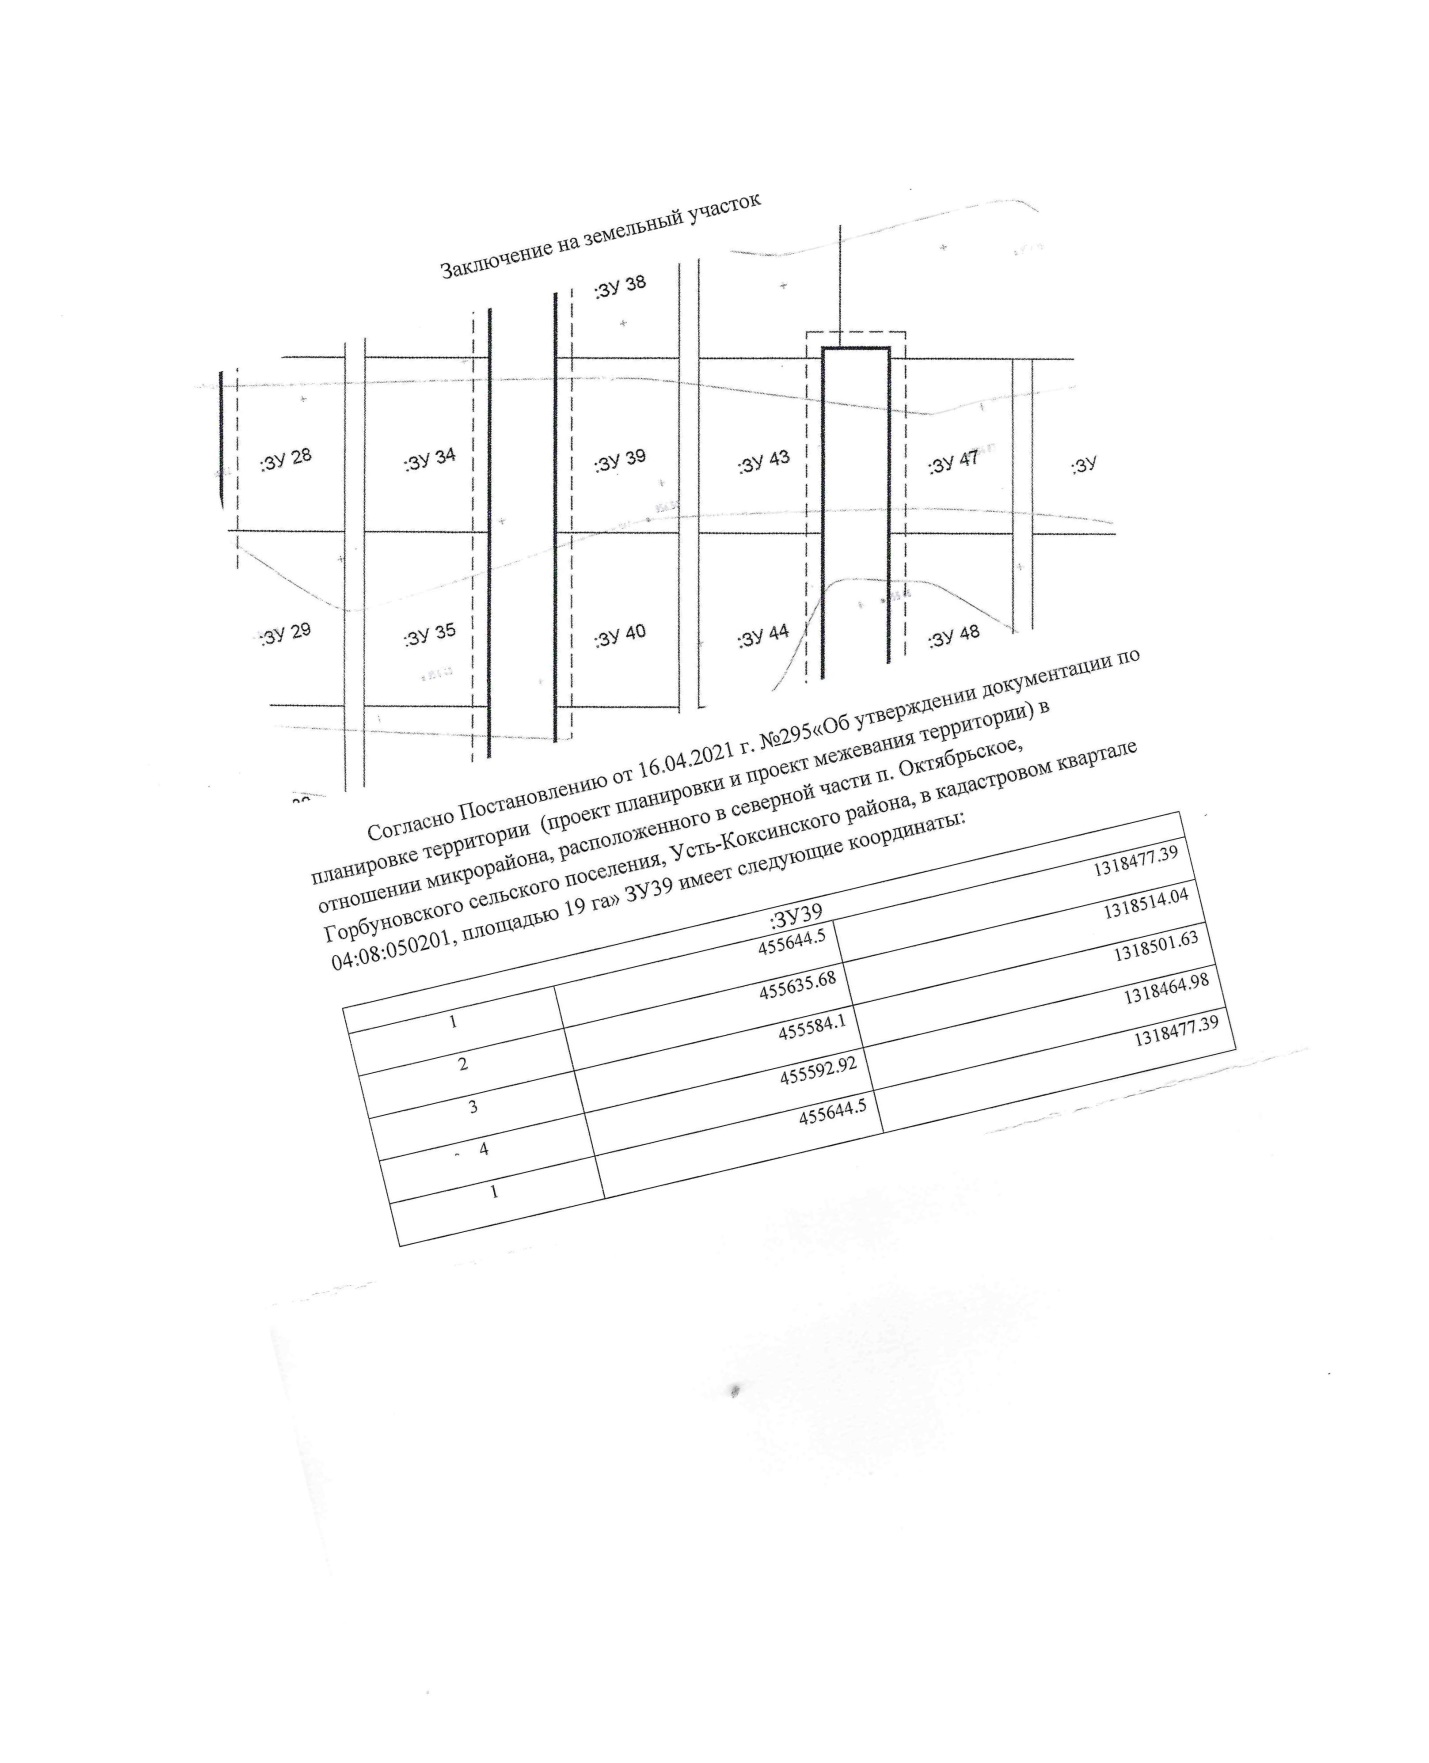 Заключение на земельный участок
:ЗУ 38
:ЗУ 28
:ЗУ 34
:ЗУ 39
:ЗУ 43
:ЗУ 47
:ЗУ
:ЗУ 29
:ЗУ 35
:ЗУ 40
:ЗУ 44
:ЗУ 48
Согласно Постановлению от 16.04.2021 г. №295«Об утверждении документации по
планировке территории (проект планировки и проект межевания территории) в
отношении микрорайона, расположенного в северной части п. Октябрьское,
Горбуновского сельского поселения, Усть-Коксинского района, в кадастровом квартале
04:08:050201, площадью 19 га» ЗУ39 имеет следующие координаты:
:ЗУ39
1 455644.5 1318477.39
2 455635.68 1318514.04
3 455584.1 1318501.63
4 455592.92 1318464.98
1 455644.5 1318477.39